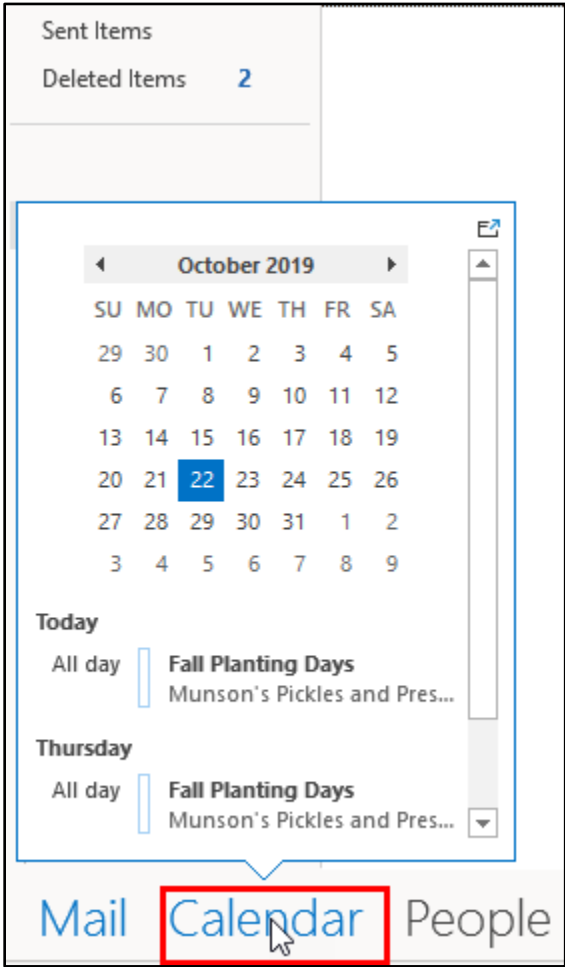 Sent Items
Deleted Items 2
October 2019
SU MO TU WE TH FR SA
29 30 1 2 3 4 5
6 7 8 9 10 11 12
13 14 15 16 17 18 19
20 21 22 23 24 25 26
27 28 29 30 31 1 2
3 4 5 6 7 8 9
Today
All day Fall Planting Days
Munson's Pickles and Pres...
Thursday
All day Fall Planting Days
Munson's Pickles and Pres...
Mail Calendar People